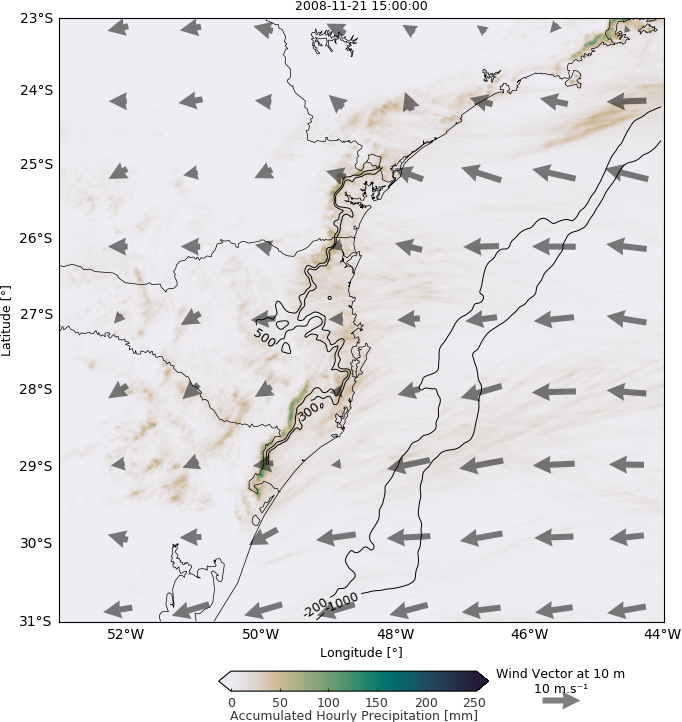 2008-11-21 15:00:00
23°S
24°S
25°S
26°S
27°S
28°S
29°S
30°S
31°S
Latitude [°]
500
300
-200
-1000
52°W 50°W 48°W 46°W 44°W
Longitude [°]
0 50 100 150 200 250
Accumulated Hourly Precipitation [mm]
Wind Vector at 10 m
10 m.s⁻¹